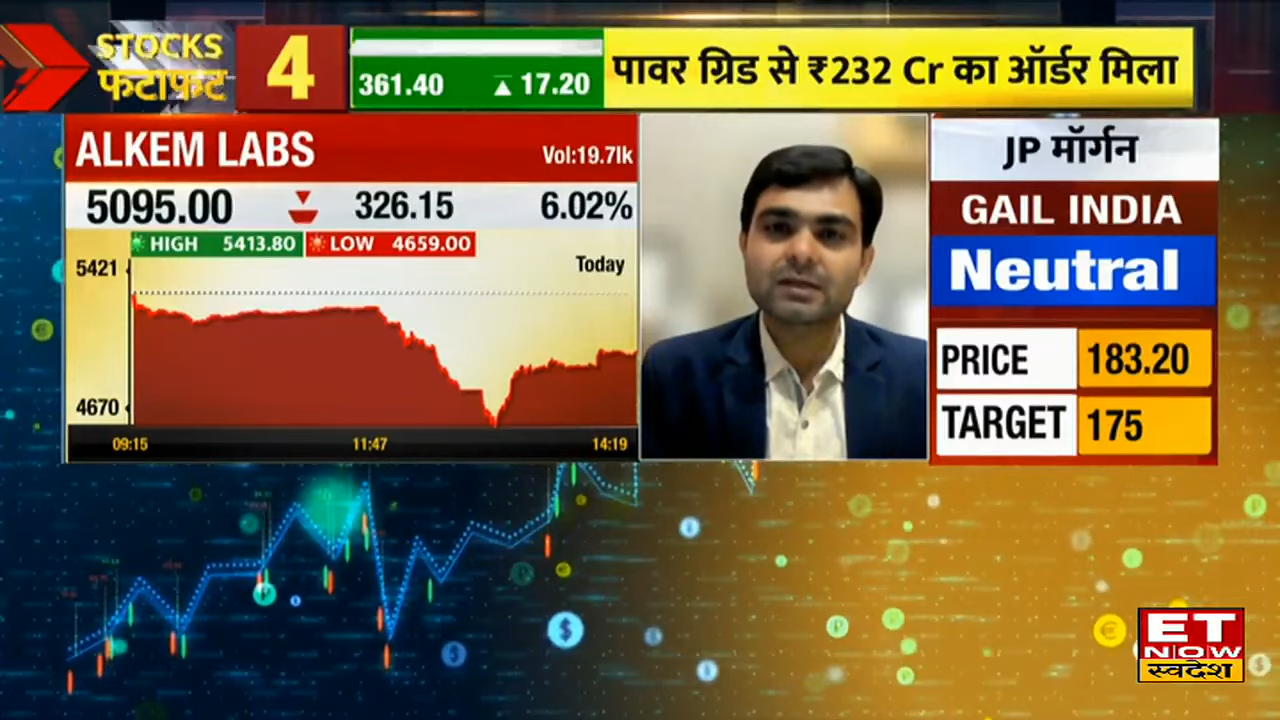 STOCKS
फटाफट
4
361.40 ▲ 17.20
पावर ग्रिड से ₹232 Cr का ऑर्डर मिला
ALKEM LABS Vol:19.7lk
5095.00 ▼ 326.15 6.02%
HIGH 5413.80 LOW 4659.00
Today
5421
4670
09:15 11:47 14:19
JP मॉर्गन
GAIL INDIA
Neutral
PRICE 183.20
TARGET 175
ET
NOW
स्वदेश